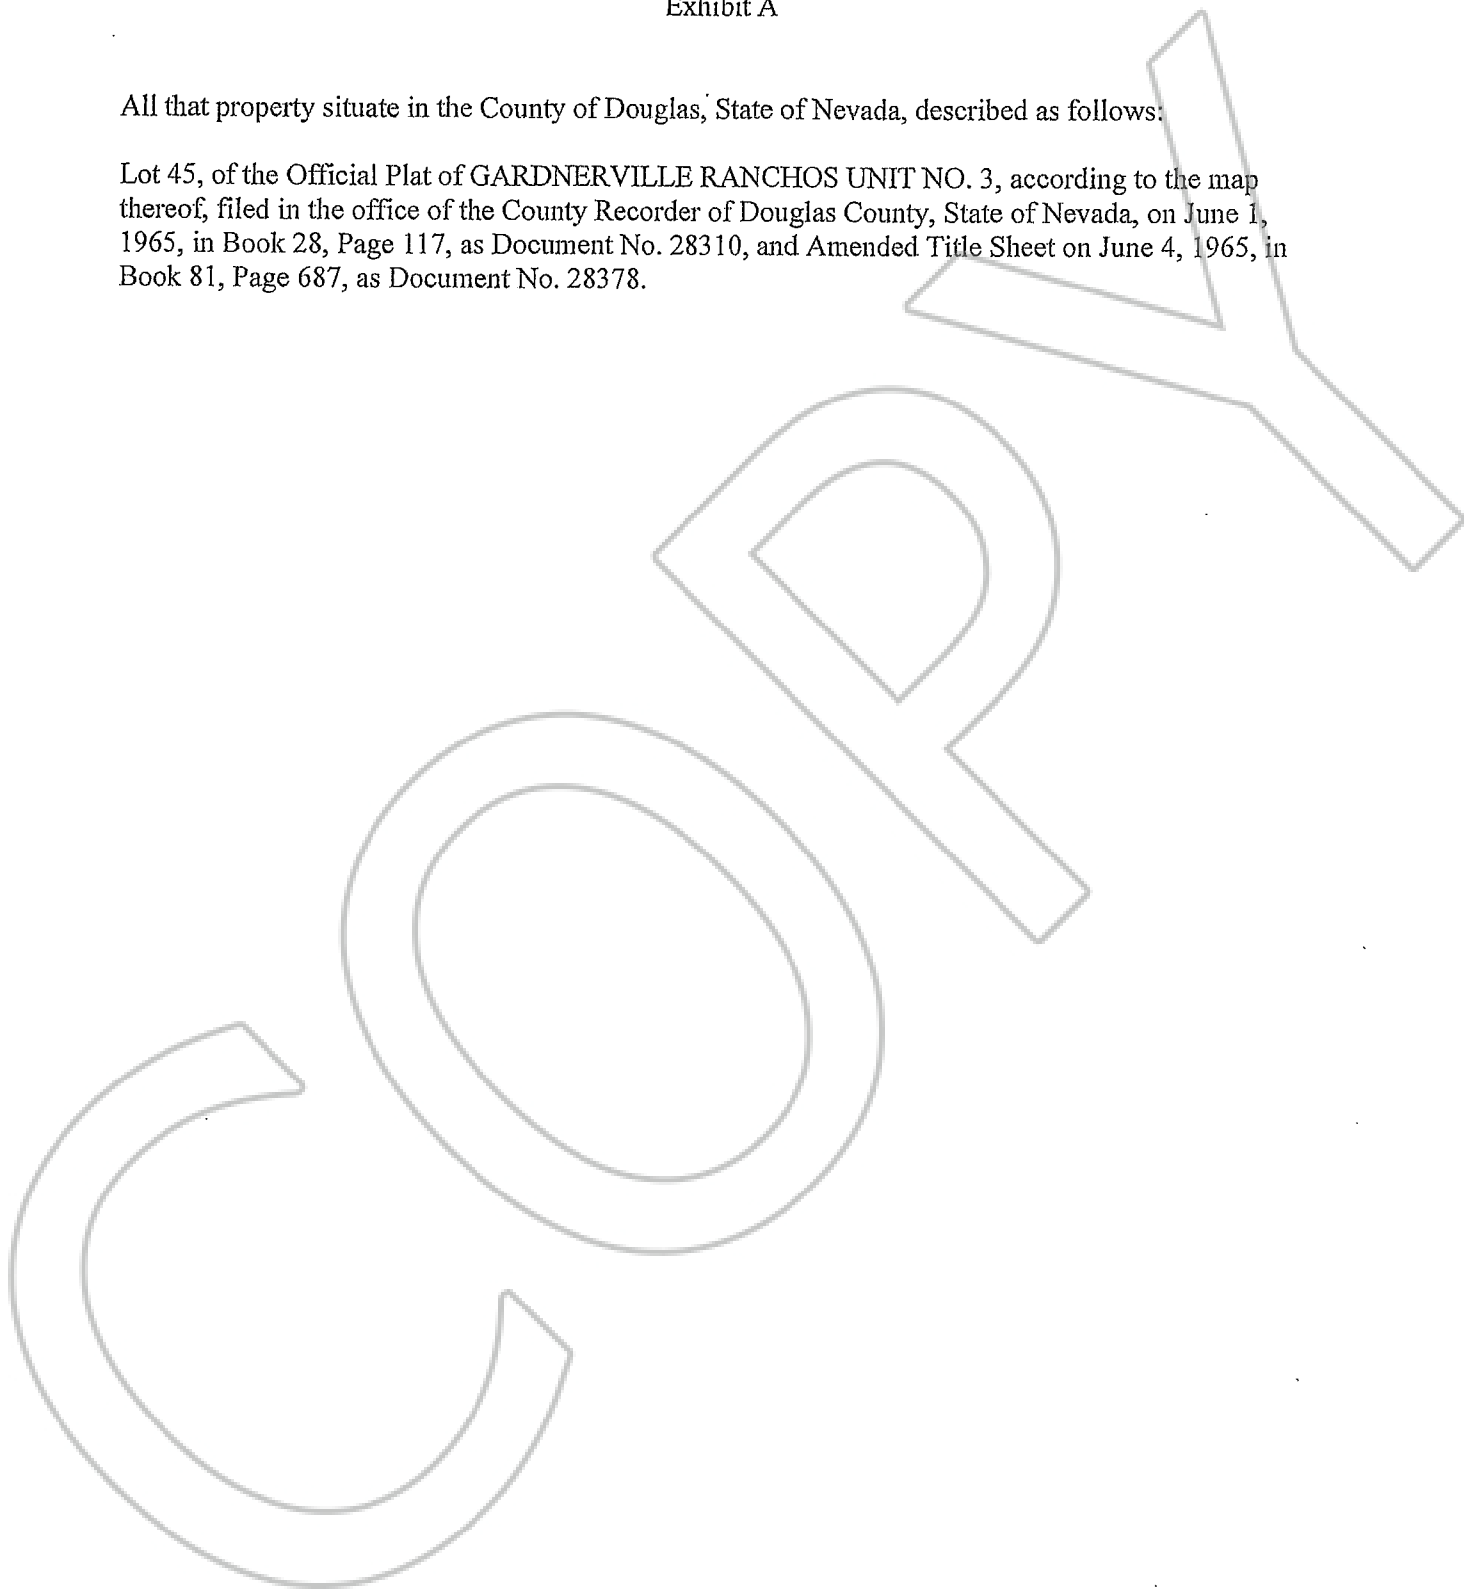 Exhibit A
All that property situate in the County of Douglas, State of Nevada, described as follows:
Lot 45, of the Official Plat of GARDNERVILLE RANCHOS UNIT NO. 3, according to the map
thereof, filed in the office of the County Recorder of Douglas County, State of Nevada, on June 1,
1965, in Book 28, Page 117, as Document No. 28310, and Amended Title Sheet on June 4, 1965, in
Book 81, Page 687, as Document No. 28378.
COPY